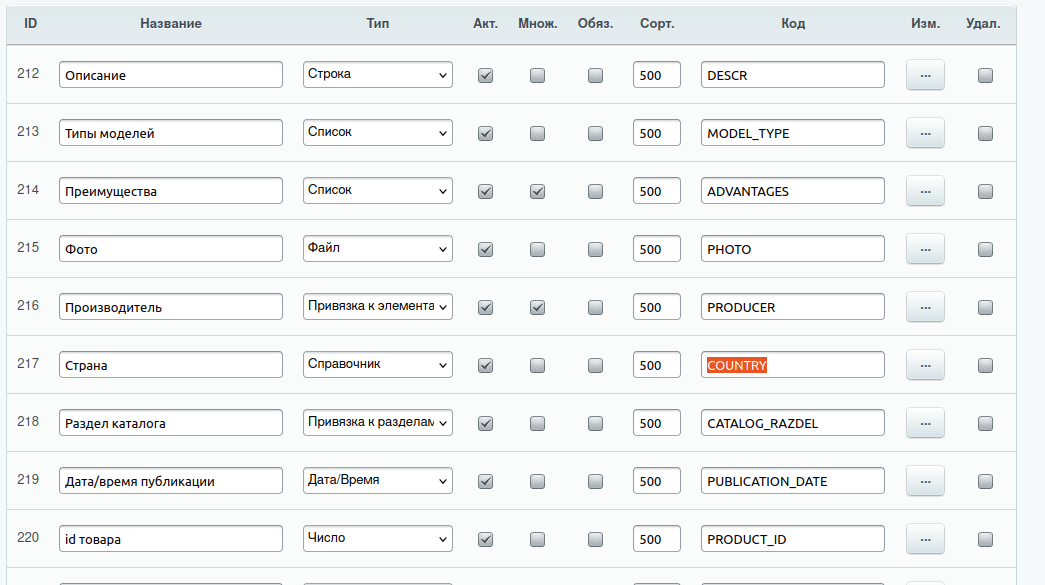 ID Название Тип Акт. Множ. Обяз. Сорт. Код Изм. Удал.
212 Описание Строка 500 DESCR ...
213 Типы моделей Список 500 MODEL_TYPE ...
214 Преимущества Список 500 ADVANTAGES ...
215 Фото Файл 500 PHOTO ...
216 Производитель Привязка к элемента 500 PRODUCER ...
217 Страна Справочник 500 COUNTRY ...
218 Раздел каталога Привязка к разделам 500 CATALOG_RAZDEL ...
219 Дата/время публикации Дата/Время 500 PUBLICATION_DATE ...
220 id товара Число 500 PRODUCT_ID ...